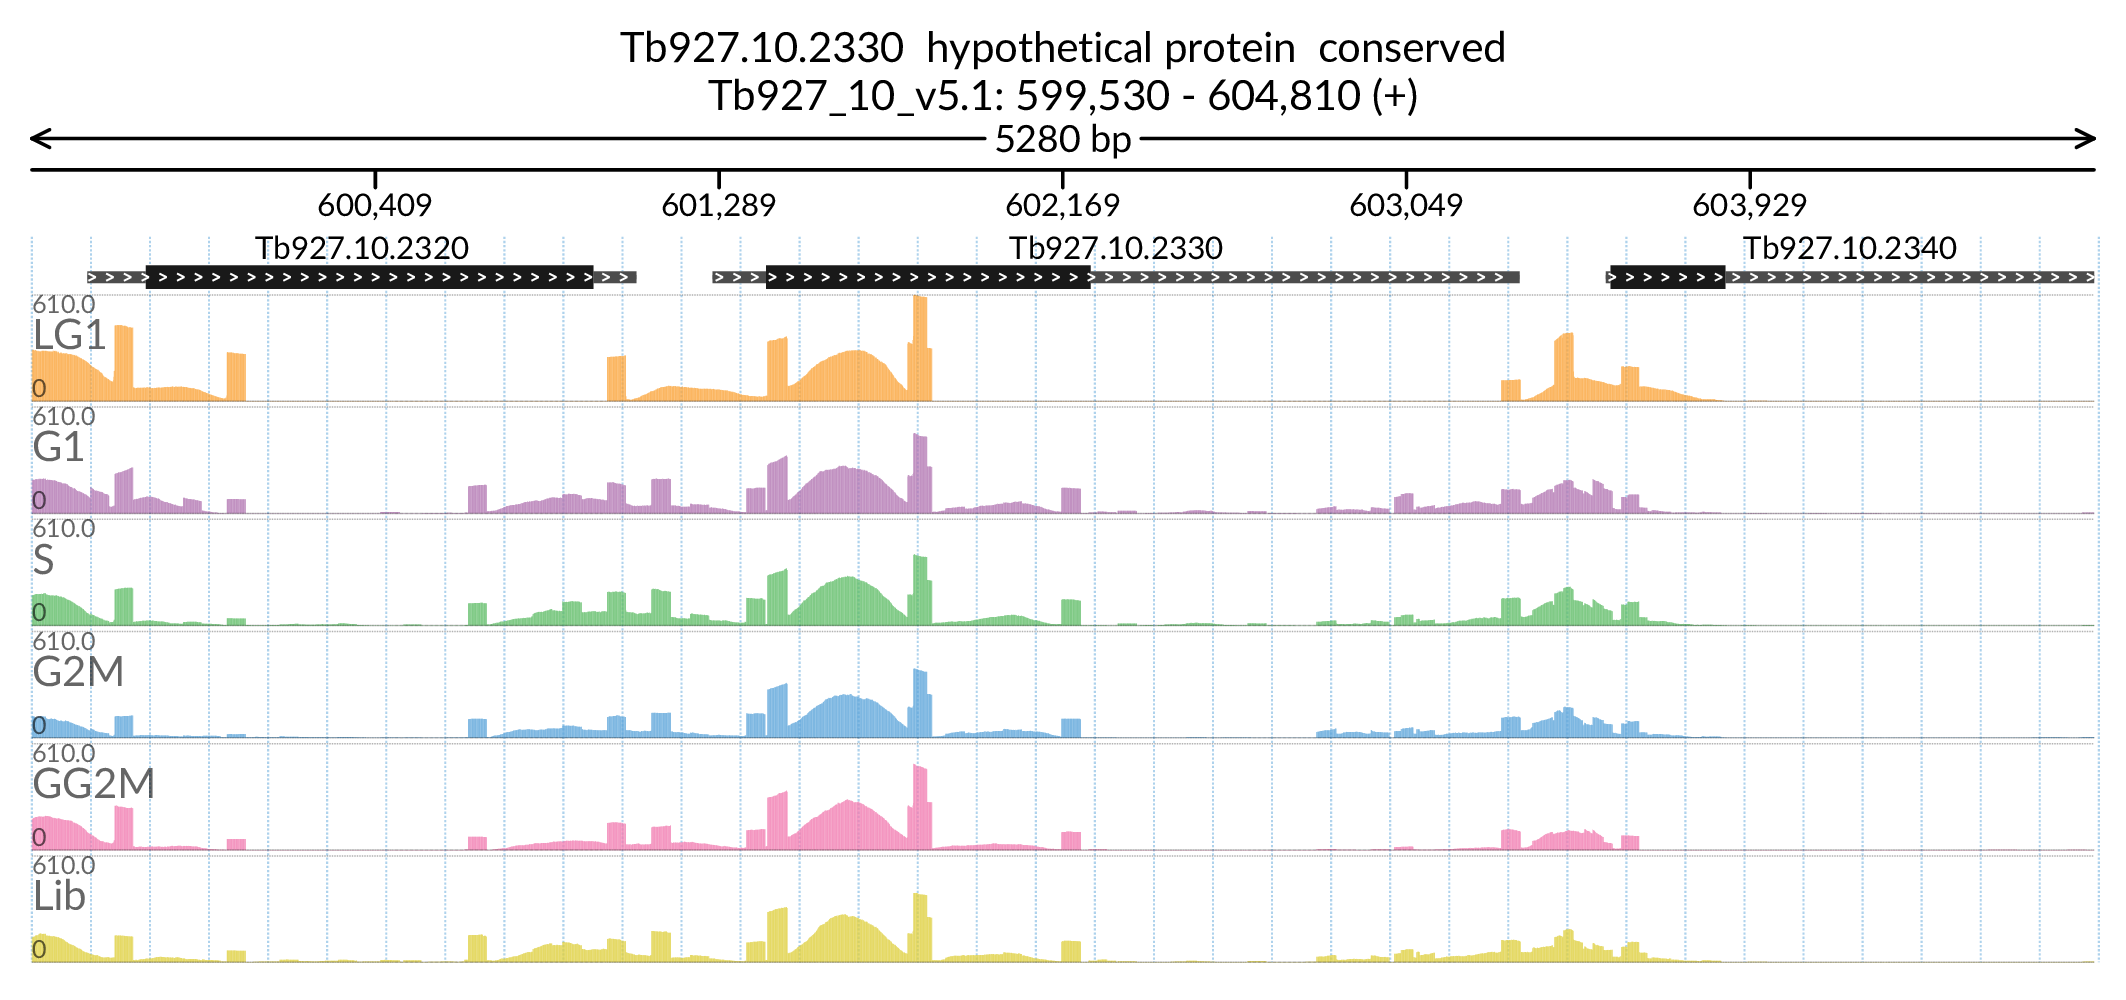 Tb927.10.2330 hypothetical protein conserved
Tb927_10_v5.1: 599,530 - 604,810 (+)
5280 bp
600,409 601,289 602,169 603,049 603,929
Tb927.10.2320 Tb927.10.2330 Tb927.10.2340
610.0
LG1
0
610.0
G1
0
610.0
S
0
610.0
G2M
0
610.0
GG2M
0
610.0
Lib
0